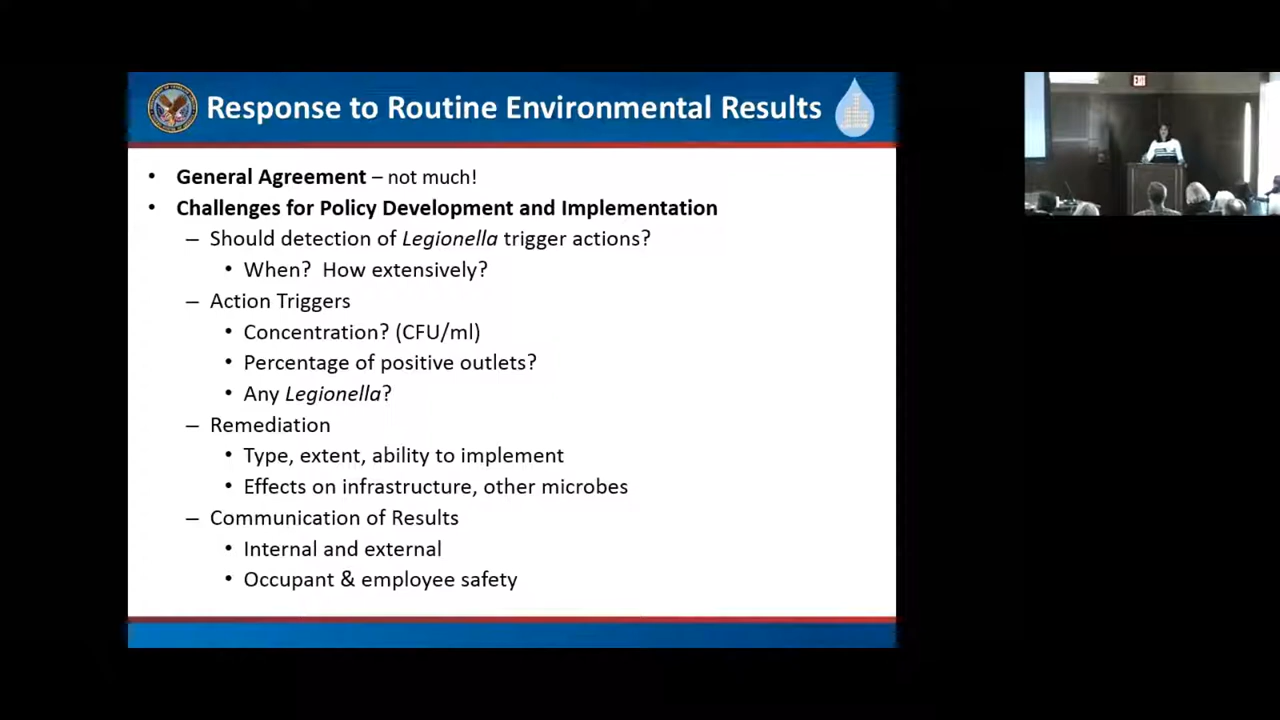 Response to Routine Environmental Results
• General Agreement – not much!
• Challenges for Policy Development and Implementation
– Should detection of Legionella trigger actions?
• When? How extensively?
– Action Triggers
• Concentration? (CFU/ml)
• Percentage of positive outlets?
• Any Legionella?
– Remediation
• Type, extent, ability to implement
• Effects on infrastructure, other microbes
– Communication of Results
• Internal and external
• Occupant & employee safety
EXIT